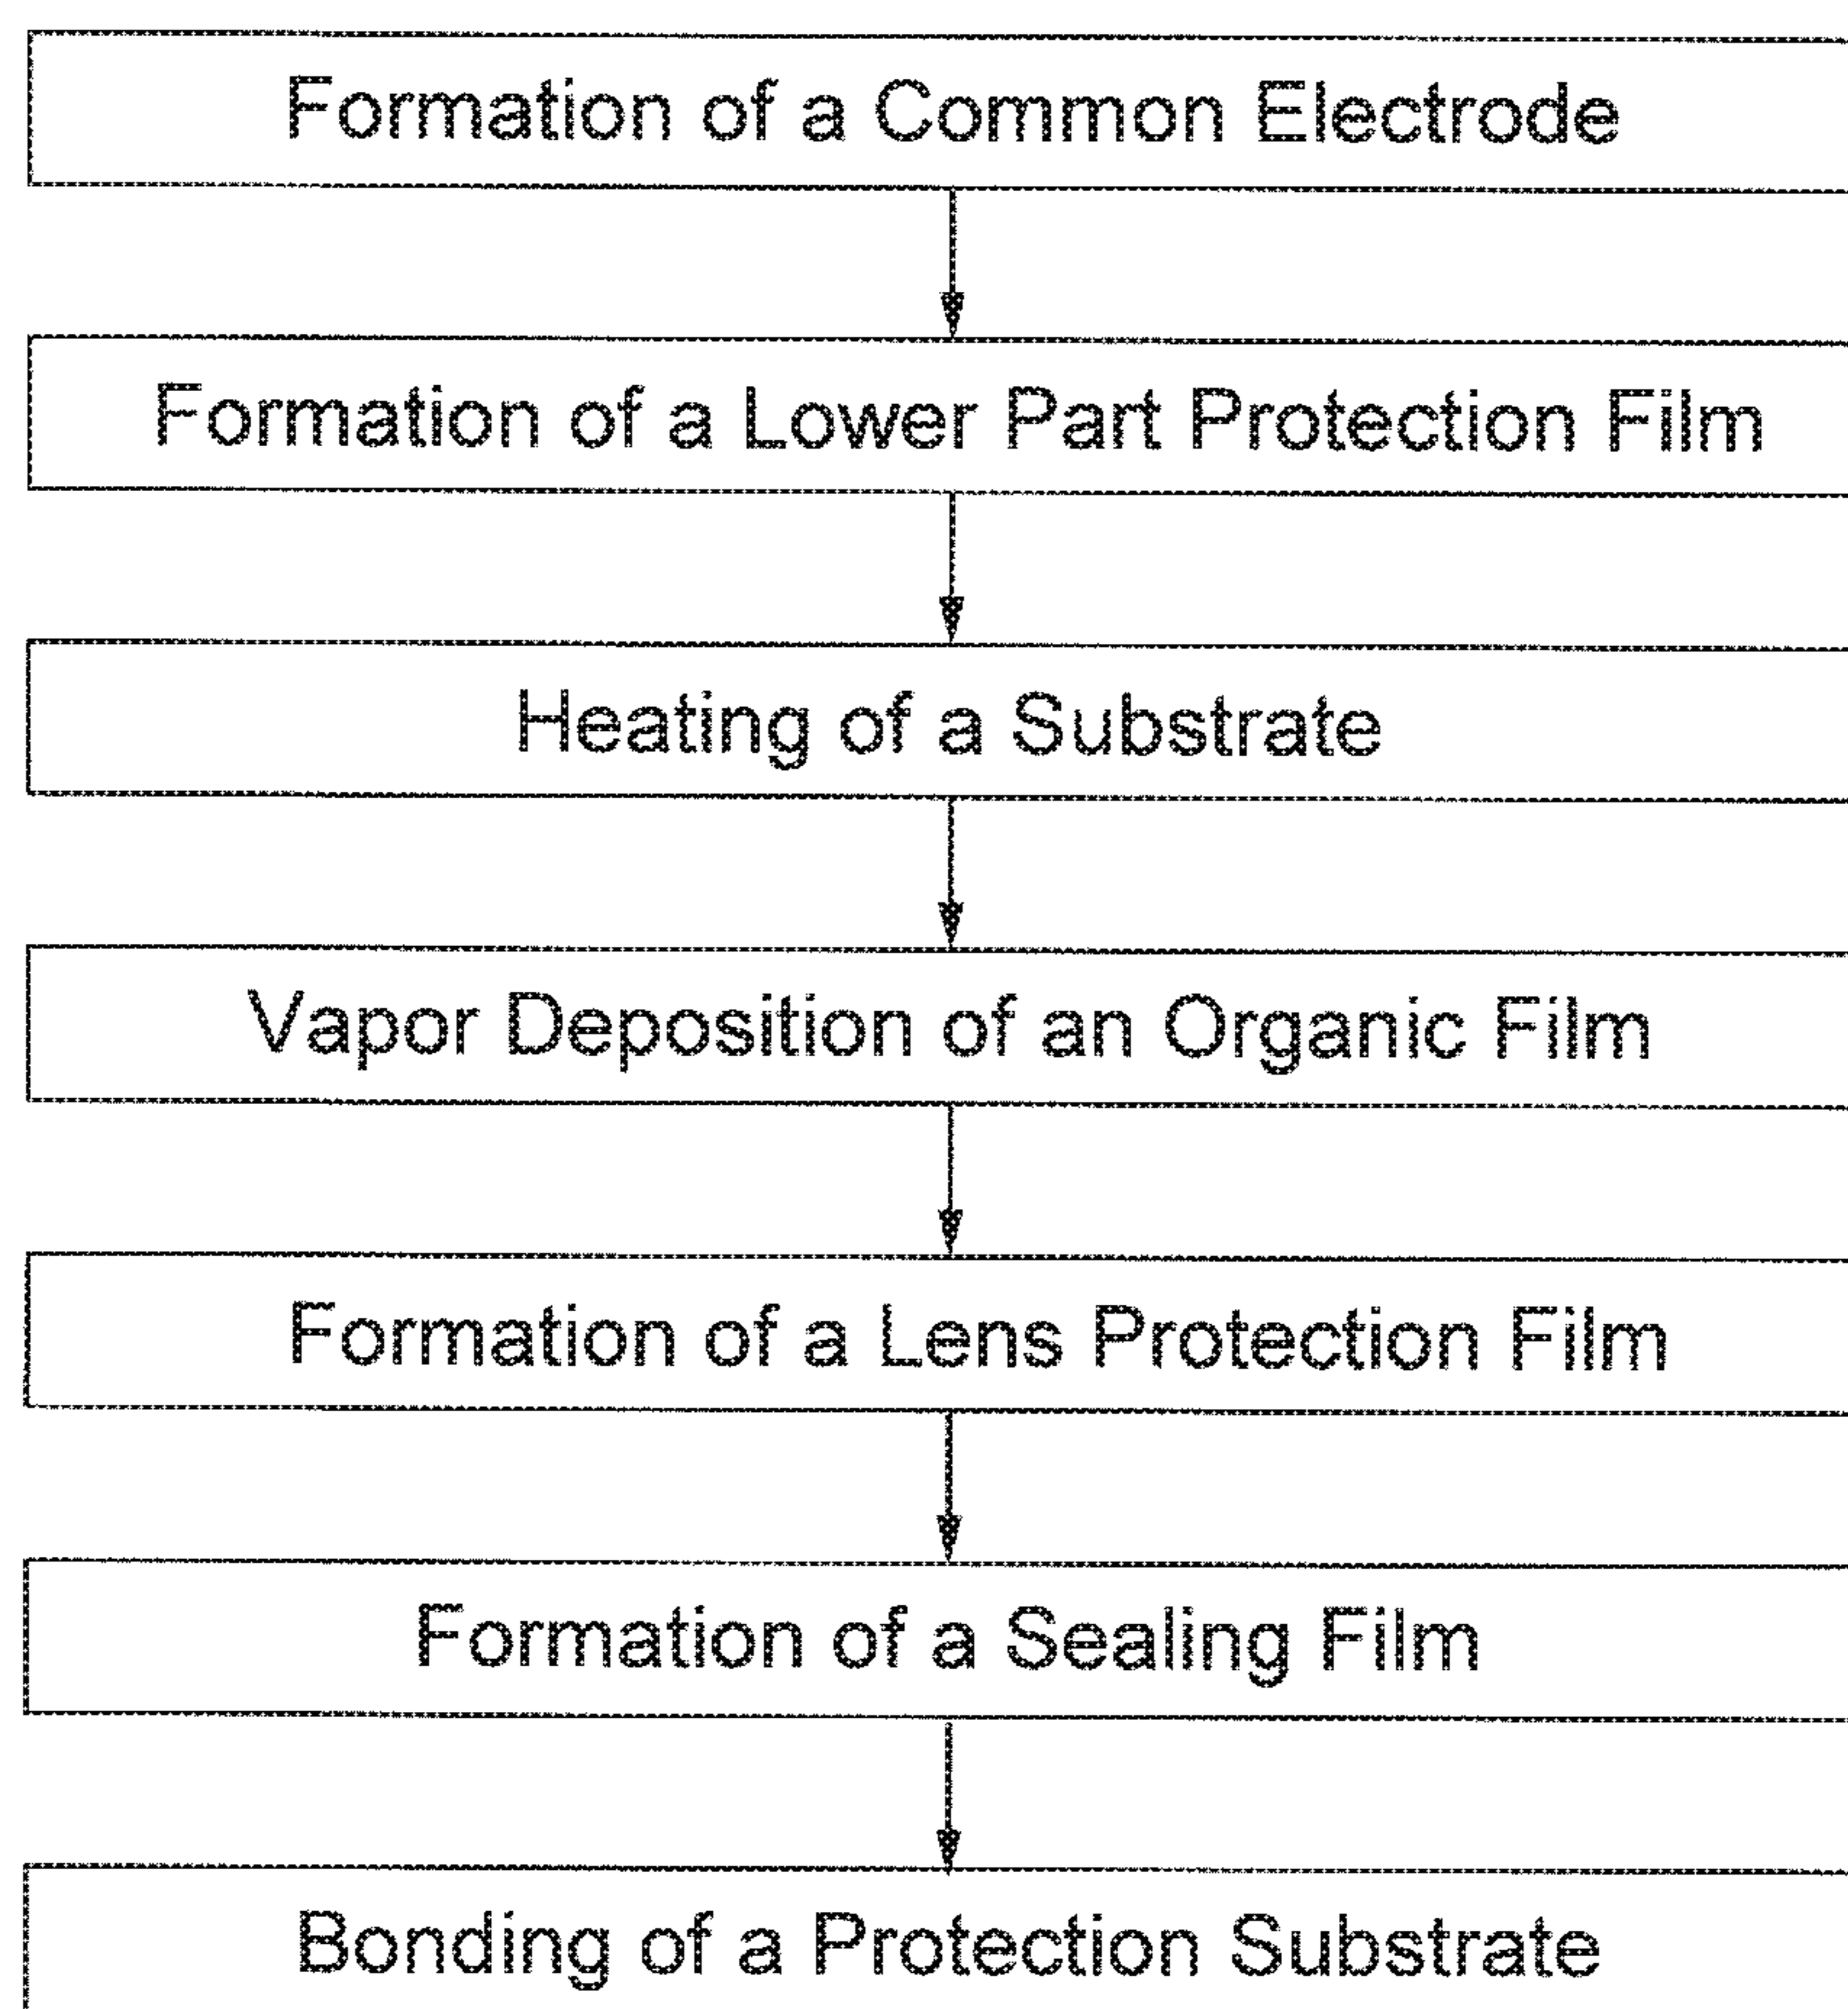 Formation of a Common Electrode
Formation of a Lower Part Protection Film
Heating of a Substrate
Vapor Deposition of an Organic Film
Formation of a Lens Protection Film
Formation of a Sealing Film
Bonding of a Protection Substrate